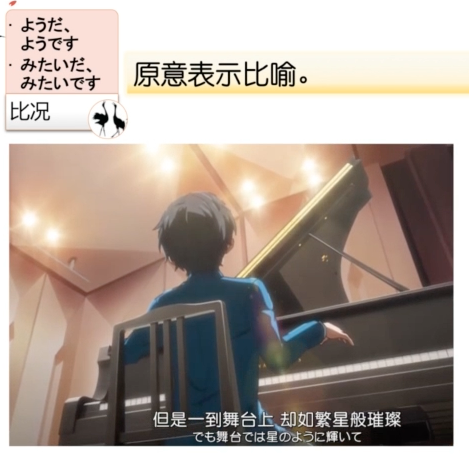 · ようだ、
ようです
· みたいだ、
みたいです
比况
原意表示比喻。
但是一到舞台上 却如繁星般璀璨
でも舞台では星のように輝いて